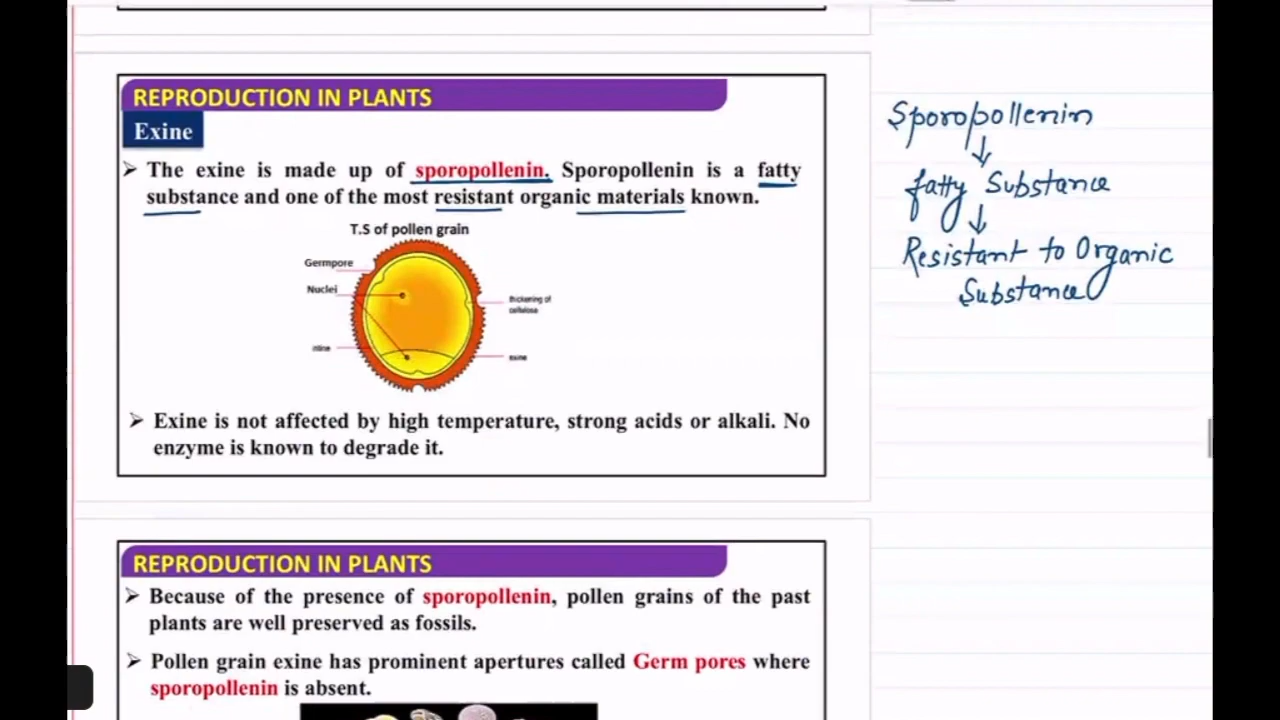 REPRODUCTION IN PLANTS
Exine
➢ The exine is made up of sporopollenin. Sporopollenin is a fatty
substance and one of the most resistant organic materials known.
T.S of pollen grain
Germpore
Nuclei
thickening of
cellulosa
intine
exine
➢ Exine is not affected by high temperature, strong acids or alkali. No
enzyme is known to degrade it.
REPRODUCTION IN PLANTS
➢ Because of the presence of sporopollenin, pollen grains of the past
plants are well preserved as fossils.
➢ Pollen grain exine has prominent apertures called Germ pores where
sporopollenin is absent.
Sporopollenin
↓
fatty Substance
↓
Resistant to Organic
Substance